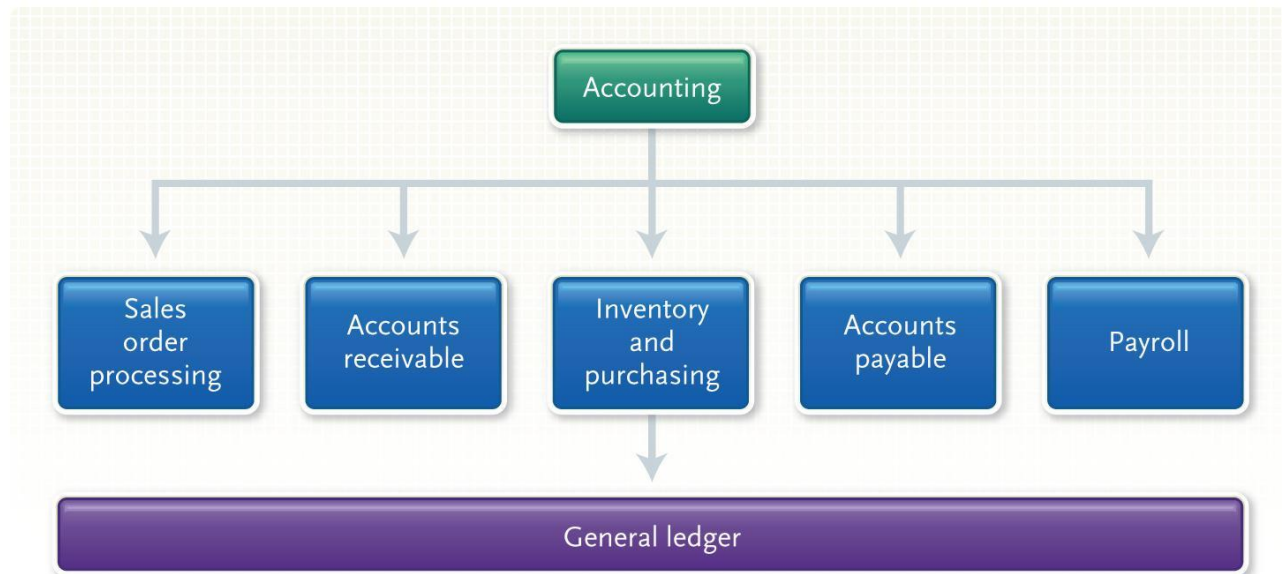 Accounting
Sales
order
processing
Accounts
receivable
Inventory
and
purchasing
Accounts
payable
Payroll
General ledger